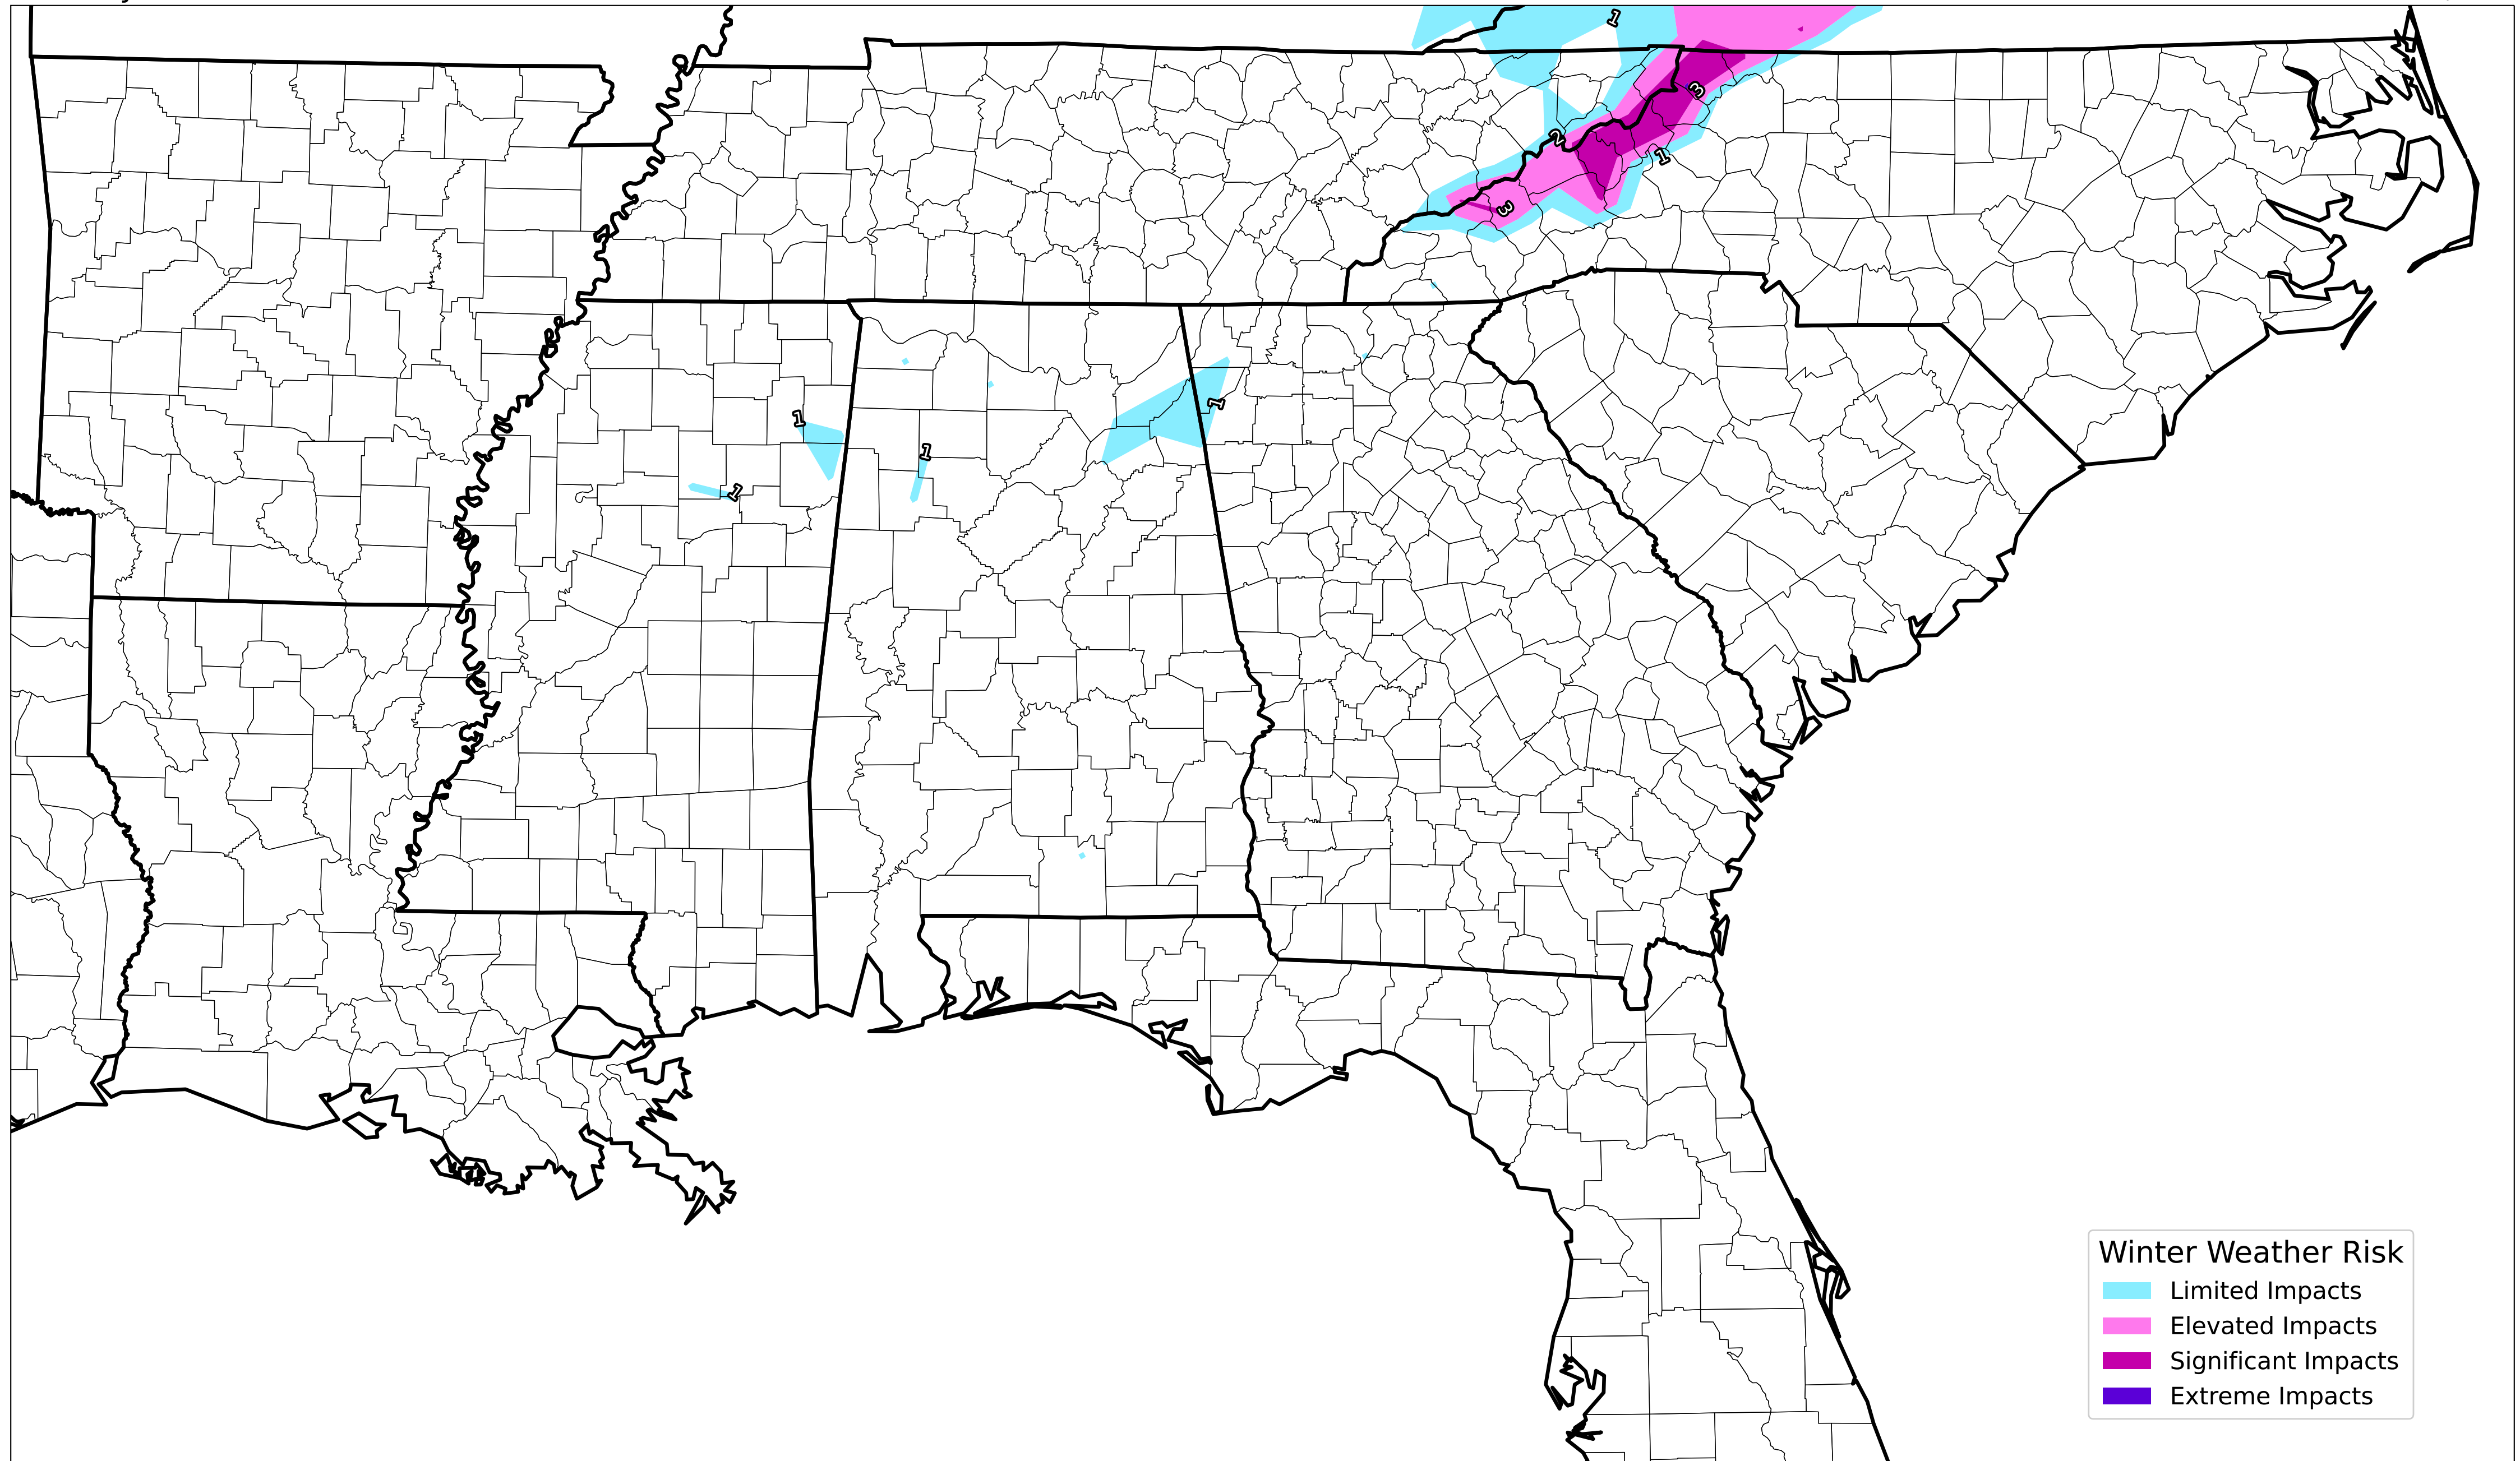 1
3
2
1
3
1
1
1
1
Winter Weather Risk
Limited Impacts
Elevated Impacts
Significant Impacts
Extreme Impacts